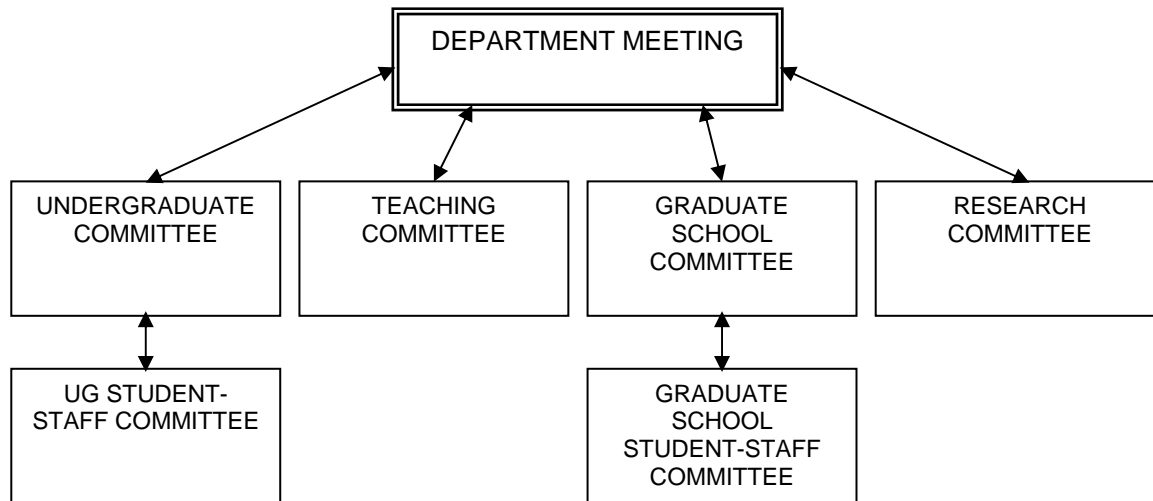 DEPARTMENT MEETING
UNDERGRADUATE
COMMITTEE
TEACHING
COMMITTEE
GRADUATE
SCHOOL
COMMITTEE
RESEARCH
COMMITTEE
UG STUDENT-
STAFF COMMITTEE
GRADUATE
SCHOOL
STUDENT-STAFF
COMMITTEE